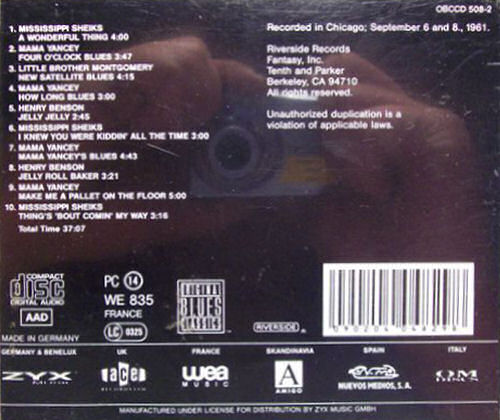 OBCCD 508-2
1. MISSISSIPPI SHEIKS
A WONDERFUL THING 4:00
2. MAMA YANCEY
FOUR O'CLOCK BLUES 3:47
3. LITTLE BROTHER MONTGOMERY
NEW SATELLITE BLUES 4:15
4. MAMA YANCEY
HOW LONG BLUES 3:00
5. HENRY BENSON
JELLY JELLY 2:45
6. MISSISSIPPI SHEIKS
I KNEW YOU WERE KIDDIN' ALL THE TIME 3:00
7. MAMA YANCEY
MAMA YANCEY'S BLUES 4:43
8. HENRY BENSON
JELLY ROLL BAKER 3:21
9. MAMA YANCEY
MAKE ME A PALLET ON THE FLOOR 5:00
10. MISSISSIPPI SHEIKS
THING'S 'BOUT COMIN' MY WAY 3:16
Total Time 37:07
Recorded in Chicago; September 6 and 8., 1961.
Riverside Records
Fantasy, Inc.
Tenth and Parker
Berkeley, CA 94710
All rights reserved.
Unauthorized duplication is a
violation of applicable laws.
COMPACT
disc
DIGITAL AUDIO
AAD
MADE IN GERMANY
PC 14
WE 835
FRANCE
LC 0325
ORIGINAL
BLUES
CLASSICS
RIVERSIDE
GERMANY & BENELUX
UK
FRANCE
SKANDINAVIA
SPAIN
ITALY
ZYX
MUSIC
ace
RECORDS LTD
wea
MUSIC
A
AMIGO
NUEVOS MEDIOS, S.A.
MANUFACTURED UNDER LICENSE FOR DISTRIBUTION BY ZYX MUSIC GMBH